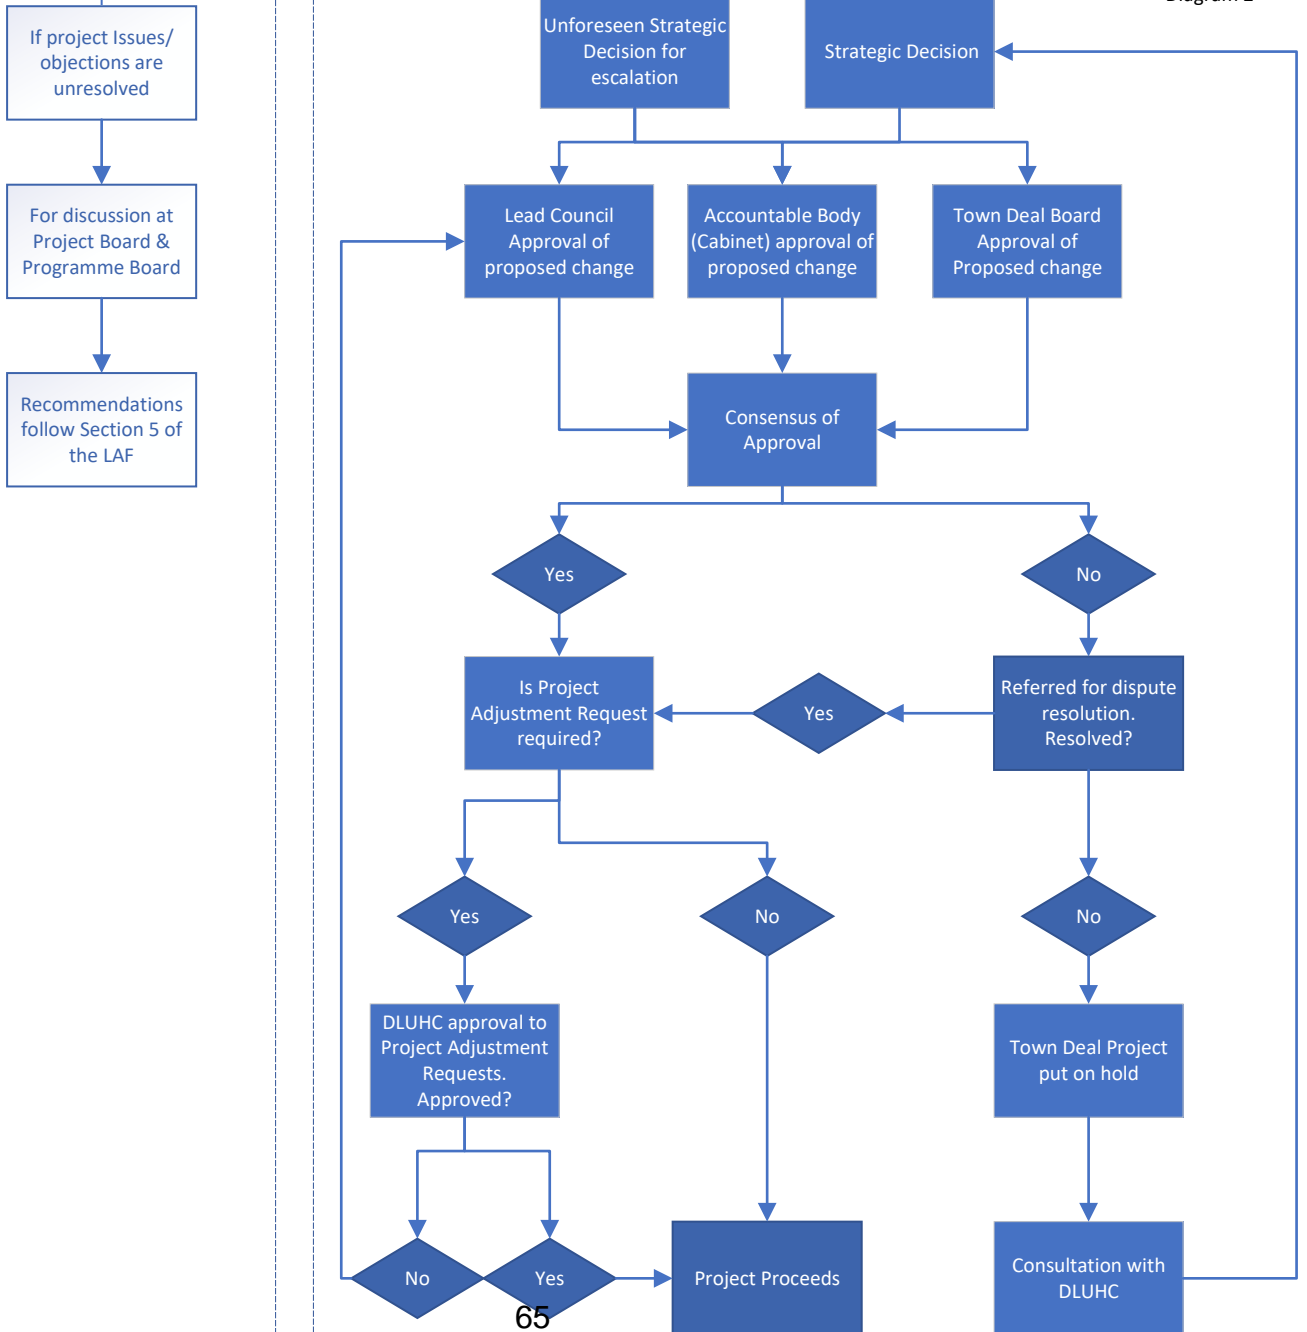 Diagram 2
If project Issues/
objections are
unresolved
For discussion at
Project Board &
Programme Board
Recommendations
follow Section 5 of
the LAF
Unforeseen Strategic
Decision for
escalation
Strategic Decision
Lead Council
Approval of
proposed change
Accountable Body
(Cabinet) approval of
proposed change
Town Deal Board
Approval of
Proposed change
Consensus of
Approval
Yes
No
Is Project
Adjustment Request
required?
Yes
Referred for dispute
resolution.
Resolved?
Yes
No
No
DLUHC approval to
Project Adjustment
Requests.
Approved?
Town Deal Project
put on hold
No
Yes
Project Proceeds
Consultation with
DLUHC
65